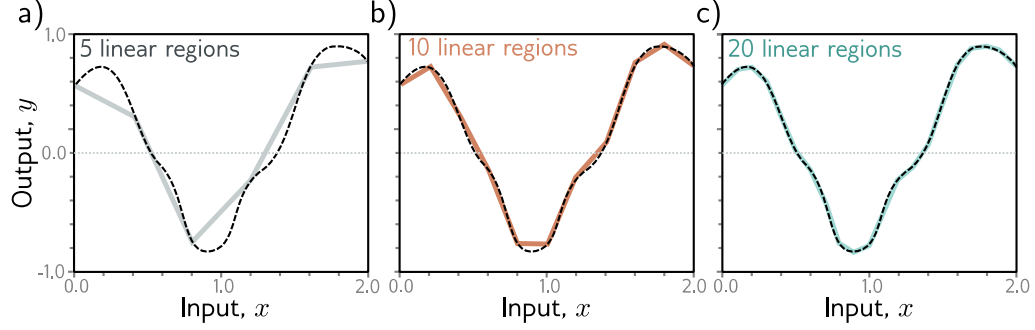 a)
5 linear regions
1.0
0.0
-1.0
Output, y
0.0
1.0
2.0
Input, x
b)
10 linear regions
0.0
1.0
2.0
Input, x
c)
20 linear regions
0.0
1.0
2.0
Input, x